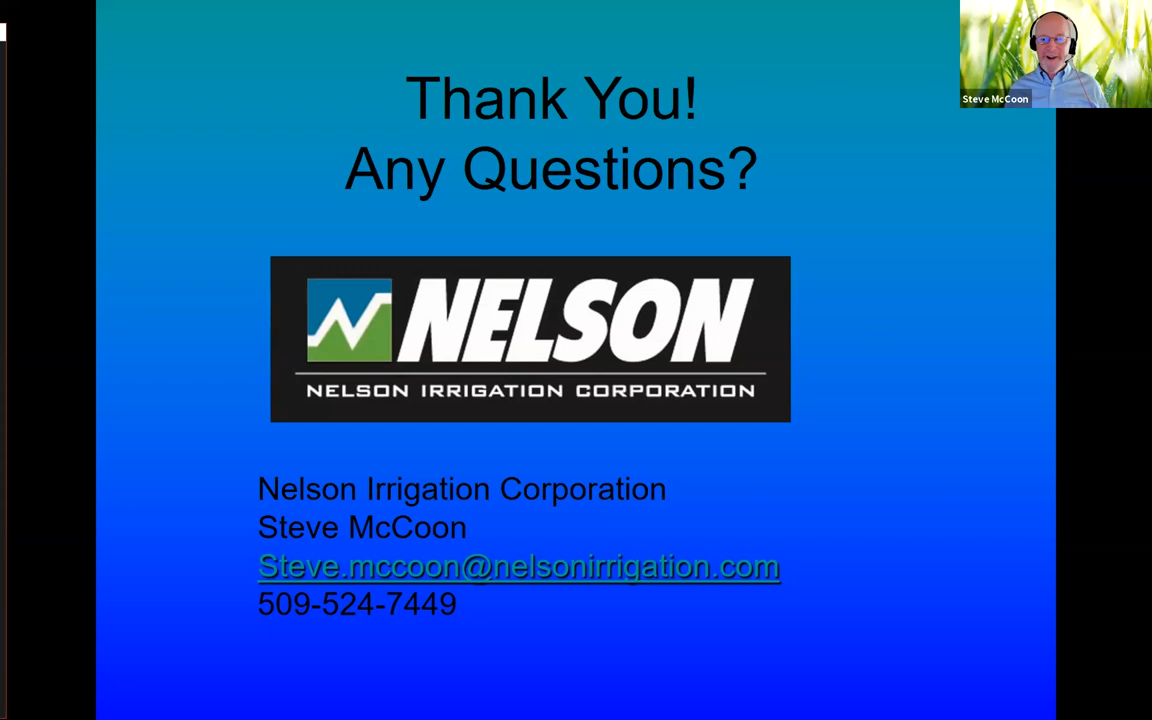 Thank You!
Any Questions?
NELSON
NELSON IRRIGATION CORPORATION
Nelson Irrigation Corporation
Steve McCoon
Steve.mccoon@nelsonirrigation.com
509-524-7449
Steve McCoon